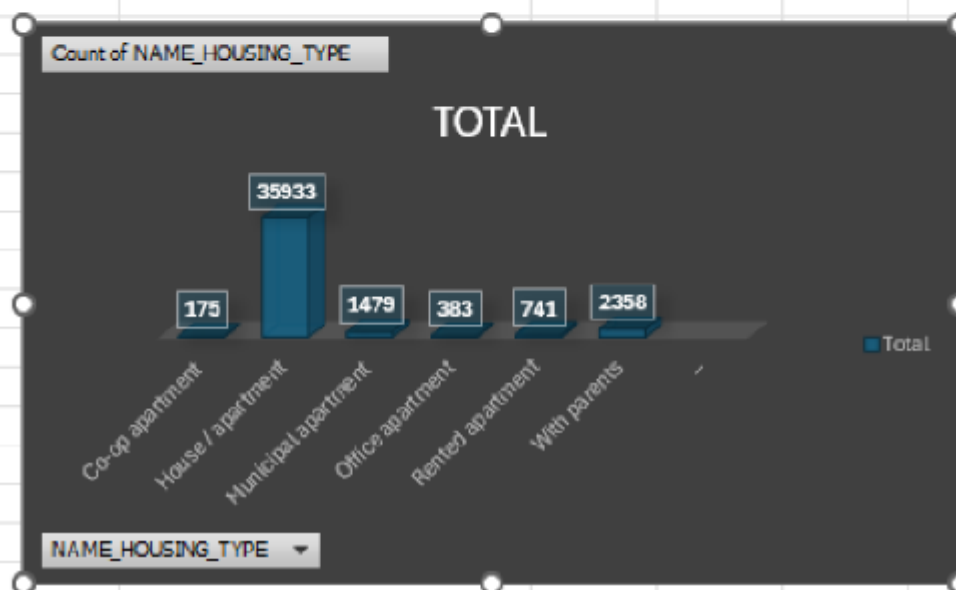 Count of NAME_HOUSING_TYPE
TOTAL
35933
175
1479
383
741
2358
Total
Co-op apartment
House / apartment
Municipal apartment
Office apartment
Rented apartment
With parents
NAME_HOUSING_TYPE